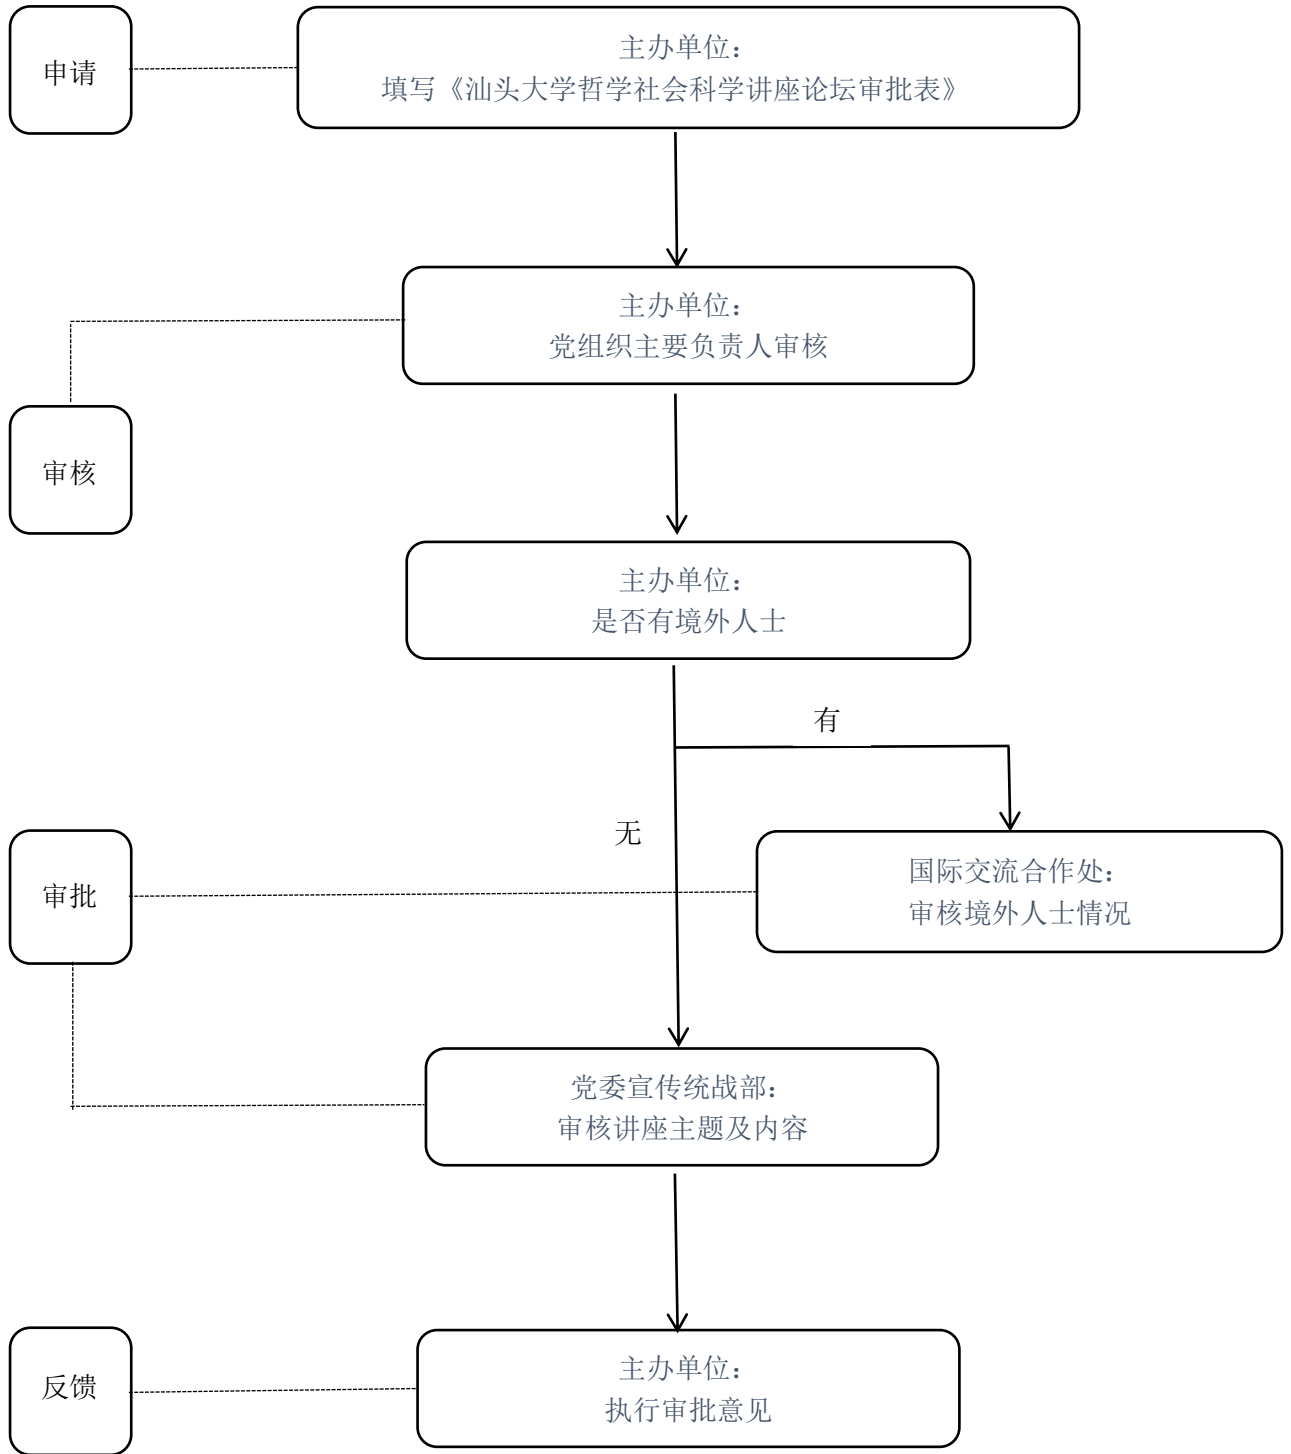 申请
主办单位：
填写《汕头大学哲学社会科学讲座论坛审批表》
主办单位：
党组织主要负责人审核
审核
主办单位：
是否有境外人士
有
无
审批
国际交流合作处：
审核境外人士情况
党委宣传统战部：
审核讲座主题及内容
反馈
主办单位：
执行审批意见